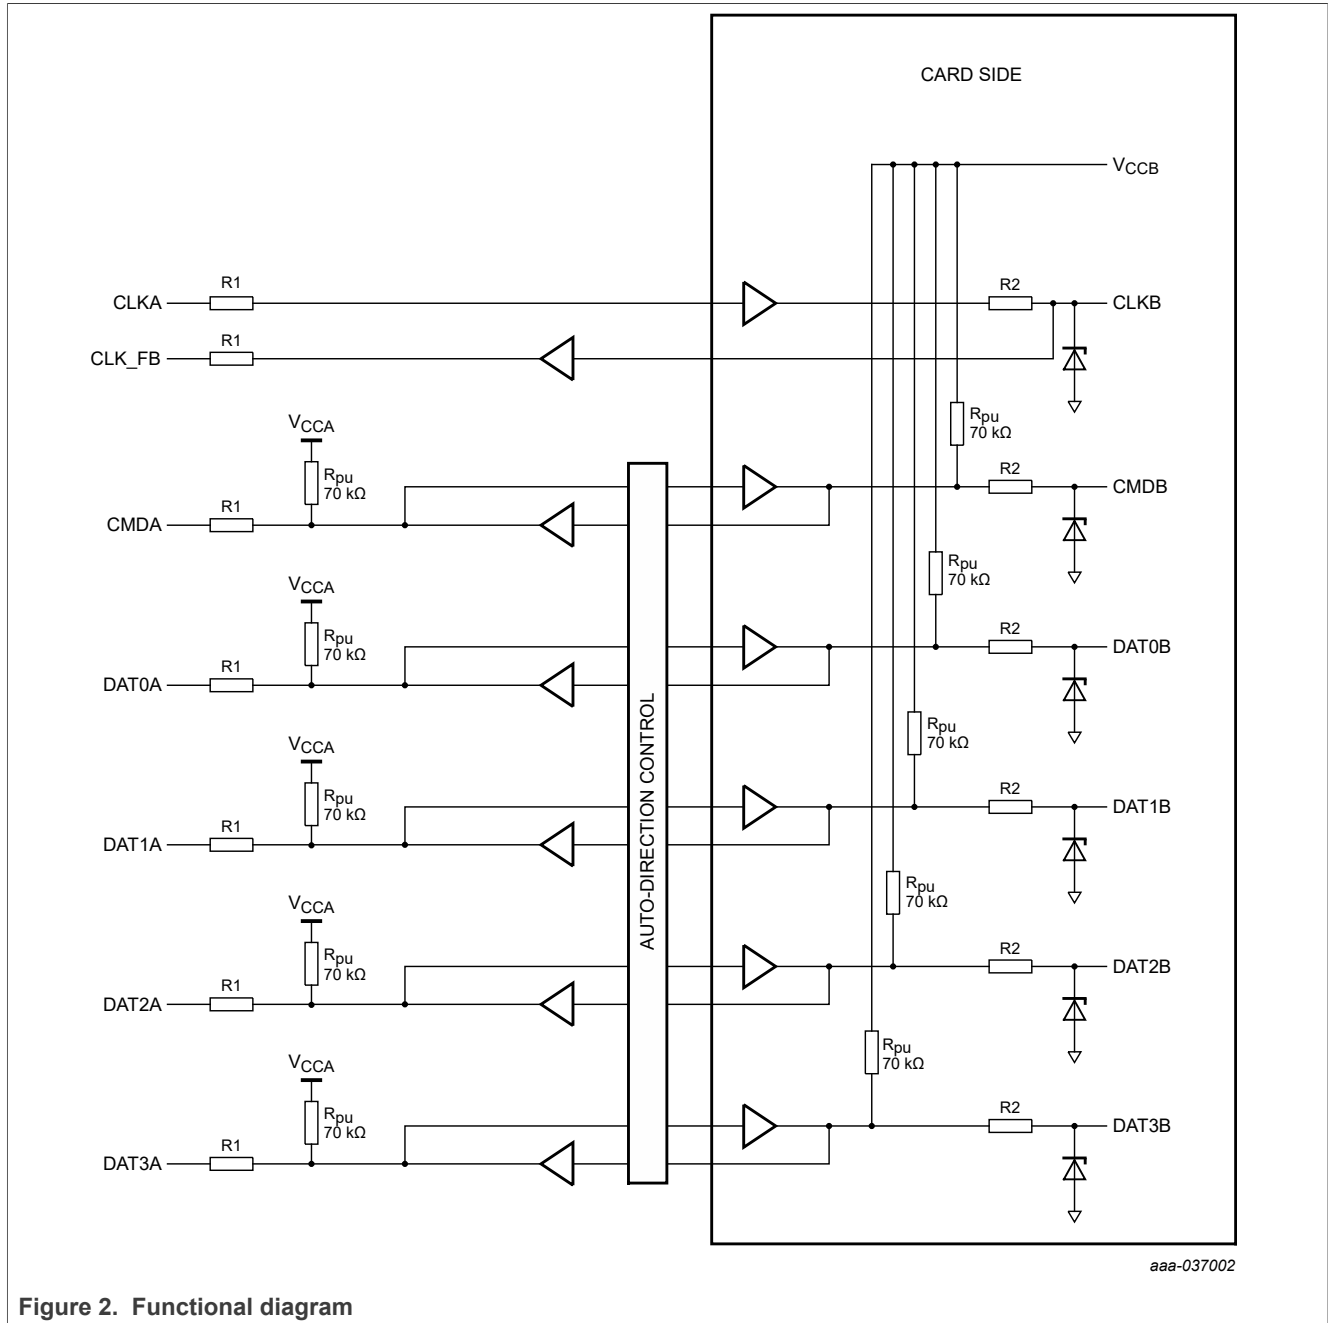 CARD SIDE
VCCB
R1
R2
CLKA
CLKB
R1
CLK_FB
VCCA
Rpu
70 kΩ
Rpu
70 kΩ
R2
CMDB
R1
CMDA
Rpu
70 kΩ
VCCA
Rpu
70 kΩ
R2
DAT0B
R1
DAT0A
AUTO-DIRECTION CONTROL
Rpu
70 kΩ
VCCA
Rpu
70 kΩ
R2
DAT1B
R1
DAT1A
Rpu
70 kΩ
VCCA
Rpu
70 kΩ
R2
DAT2B
R1
DAT2A
Rpu
70 kΩ
VCCA
Rpu
70 kΩ
R2
DAT3B
R1
DAT3A
aaa-037002
Figure 2. Functional diagram